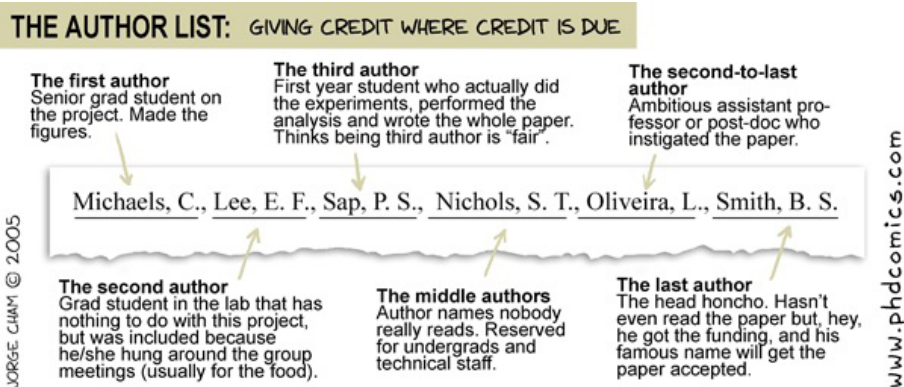 THE AUTHOR LIST: GIVING CREDIT WHERE CREDIT IS DUE
The first author
Senior grad student on
the project. Made the
figures.
The third author
First year student who actually did
the experiments, performed the
analysis and wrote the whole paper.
Thinks being third author is "fair".
The second-to-last
author
Ambitious assistant pro-
fessor or post-doc who
instigated the paper.
Michaels, C., Lee, E. F., Sap, P. S., Nichols, S. T., Oliveira, L., Smith, B. S.
The second author
Grad student in the lab that has
nothing to do with this project,
but was included because
he/she hung around the group
meetings (usually for the food).
The middle authors
Author names nobody
really reads. Reserved
for undergrads and
technical staff.
The last author
The head honcho. Hasn't
even read the paper but, hey,
he got the funding, and his
famous name will get the
paper accepted.
JORGE CHAM © 2005
www.phdcomics.com